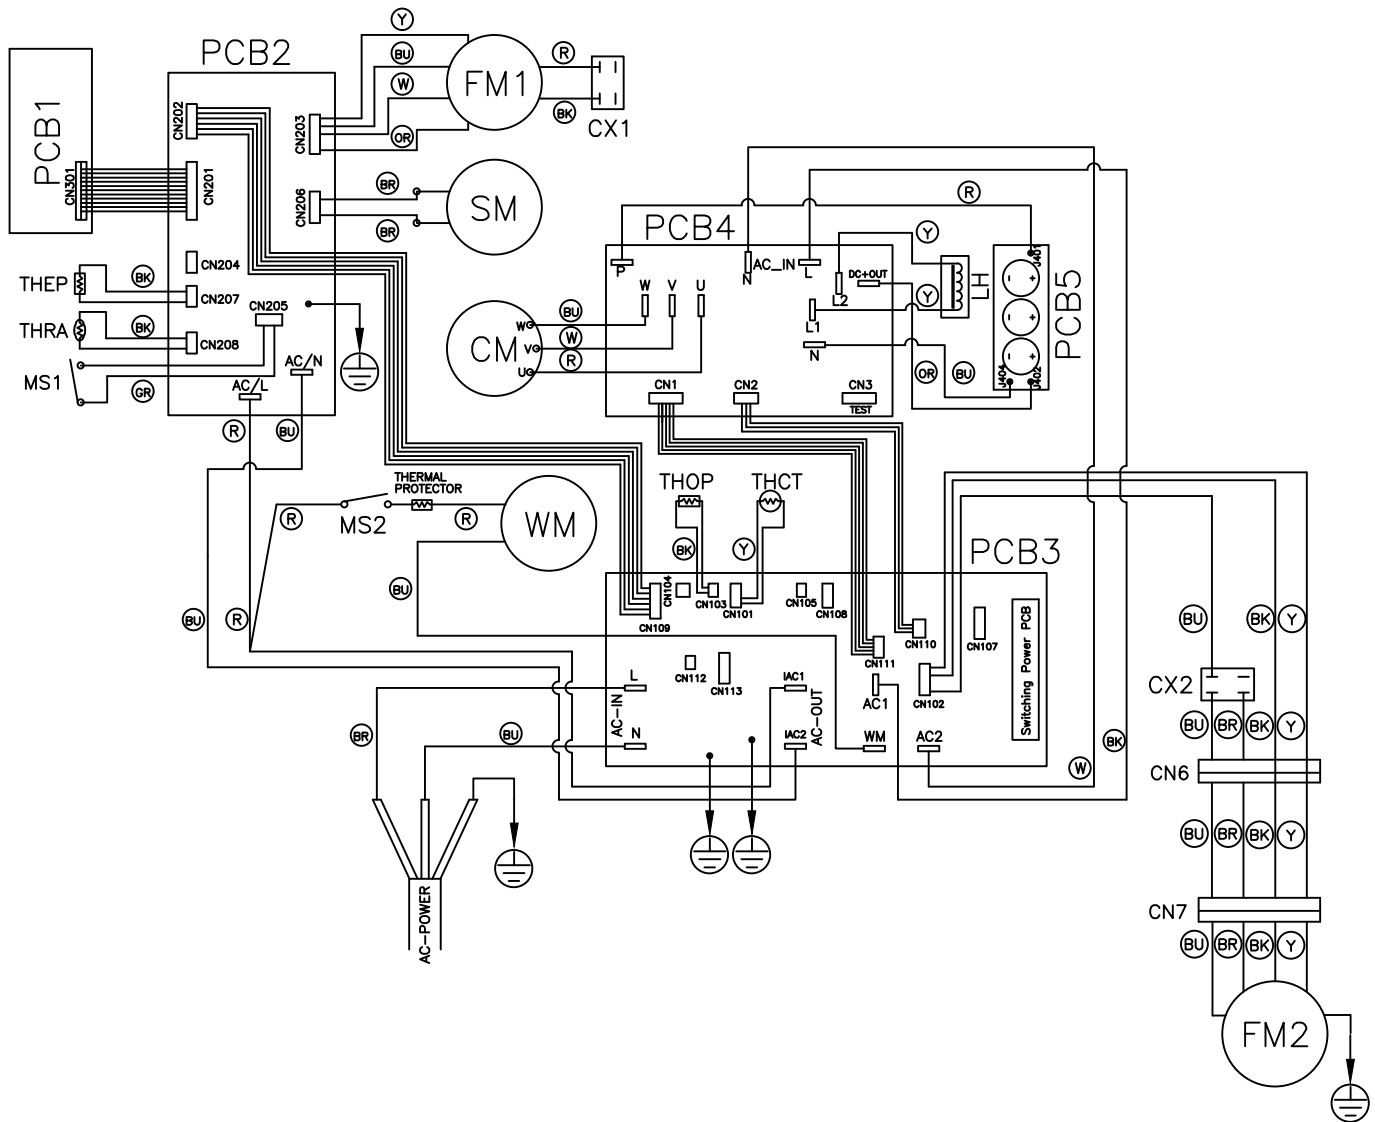 PCB2
PCB1
CN301
CN202
CN201
CN203
CN206
CN204
CN207
CN205
CN208
AC/N
AC/L
Y
BU
W
OR
FM1
R
BK
CX1
BR
SM
BR
THEP
BK
THRA
BK
MS1
GR
R
BU
CM
W
V
U
BU
W
R
PCB4
P
W
V
U
N
AC_IN
L
L2
DC+OUT
L1
N
CN1
CN2
CN3
TEST
R
Y
Y
LH
OR
BU
J401
J404
J402
- +
- +
- +
PCB5
THERMAL
PROTECTOR
R
MS2
R
WM
BU
BU
R
THOP
THCT
BK
Y
PCB3
CN104
CN103
CN101
CN105
CN108
CN109
CN110
CN107
CN111
CN112
CN113
CN102
Switching Power PCB
L
AC-IN
N
IAC1
AC-OUT
IAC2
AC1
WM
AC2
BR
BU
AC-POWER
W
BK
BU
BK
Y
CX2
BU
BR
BK
Y
CN6
BU
BR
BK
Y
CN7
BU
BR
BK
Y
FM2